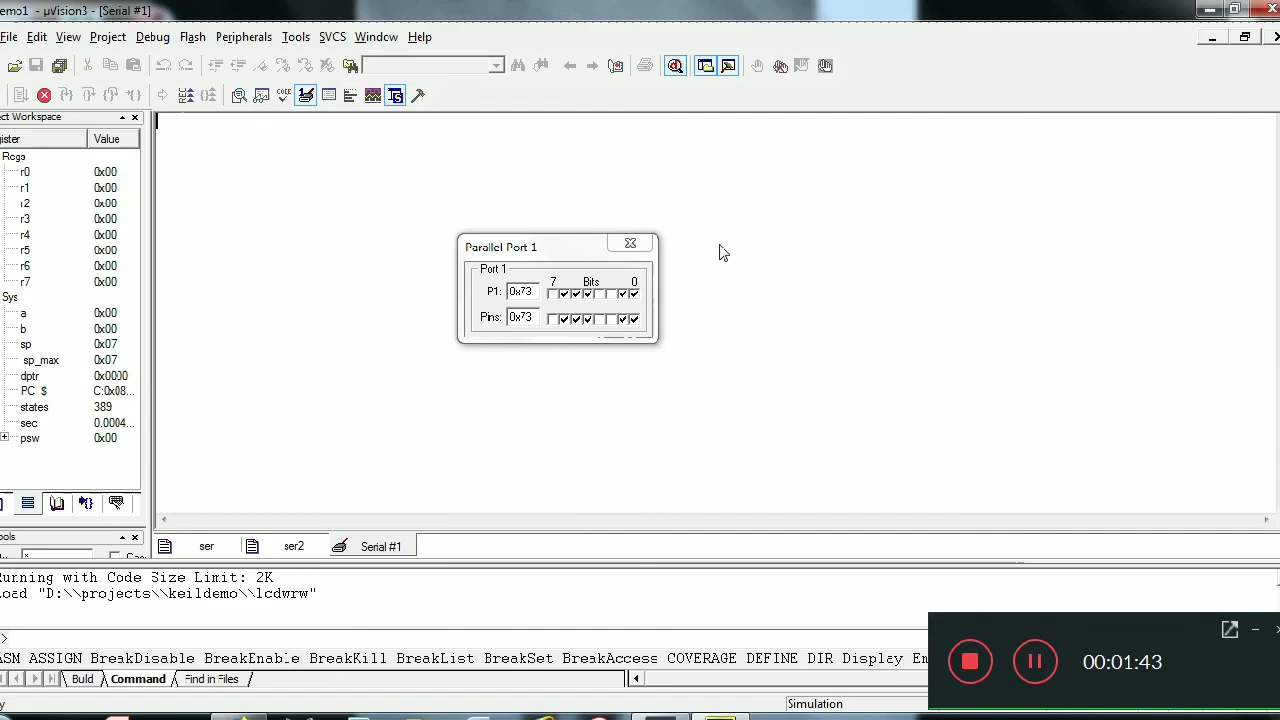 emo1 - µVision3 - [Serial #1]
File Edit View Project Debug Flash Peripherals Tools SVCS Window Help
ect Workspace
gister Value
Regs
r0 0x00
r1 0x00
r2 0x00
r3 0x00
r4 0x00
r5 0x00
r6 0x00
r7 0x00
Sys
a 0x00
b 0x00
sp 0x07
sp_max 0x07
dptr 0x0000
PC $ C:0x08...
states 389
sec 0.0004...
psw 0x00
Parallel Port 1
Port 1
7 Bits 0
P1: 0x73
Pins: 0x73
ools
ser ser2 Serial #1
Running with Code Size Limit: 2K
oad "D:\\projects\\keildemo\\lcdwrw"
>
ASM ASSIGN BreakDisable BreakEnable BreakKill BreakList BreakSet BreakAccess COVERAGE DEFINE DIR Display En
Build Command Find in Files
y Simulation
00:01:43